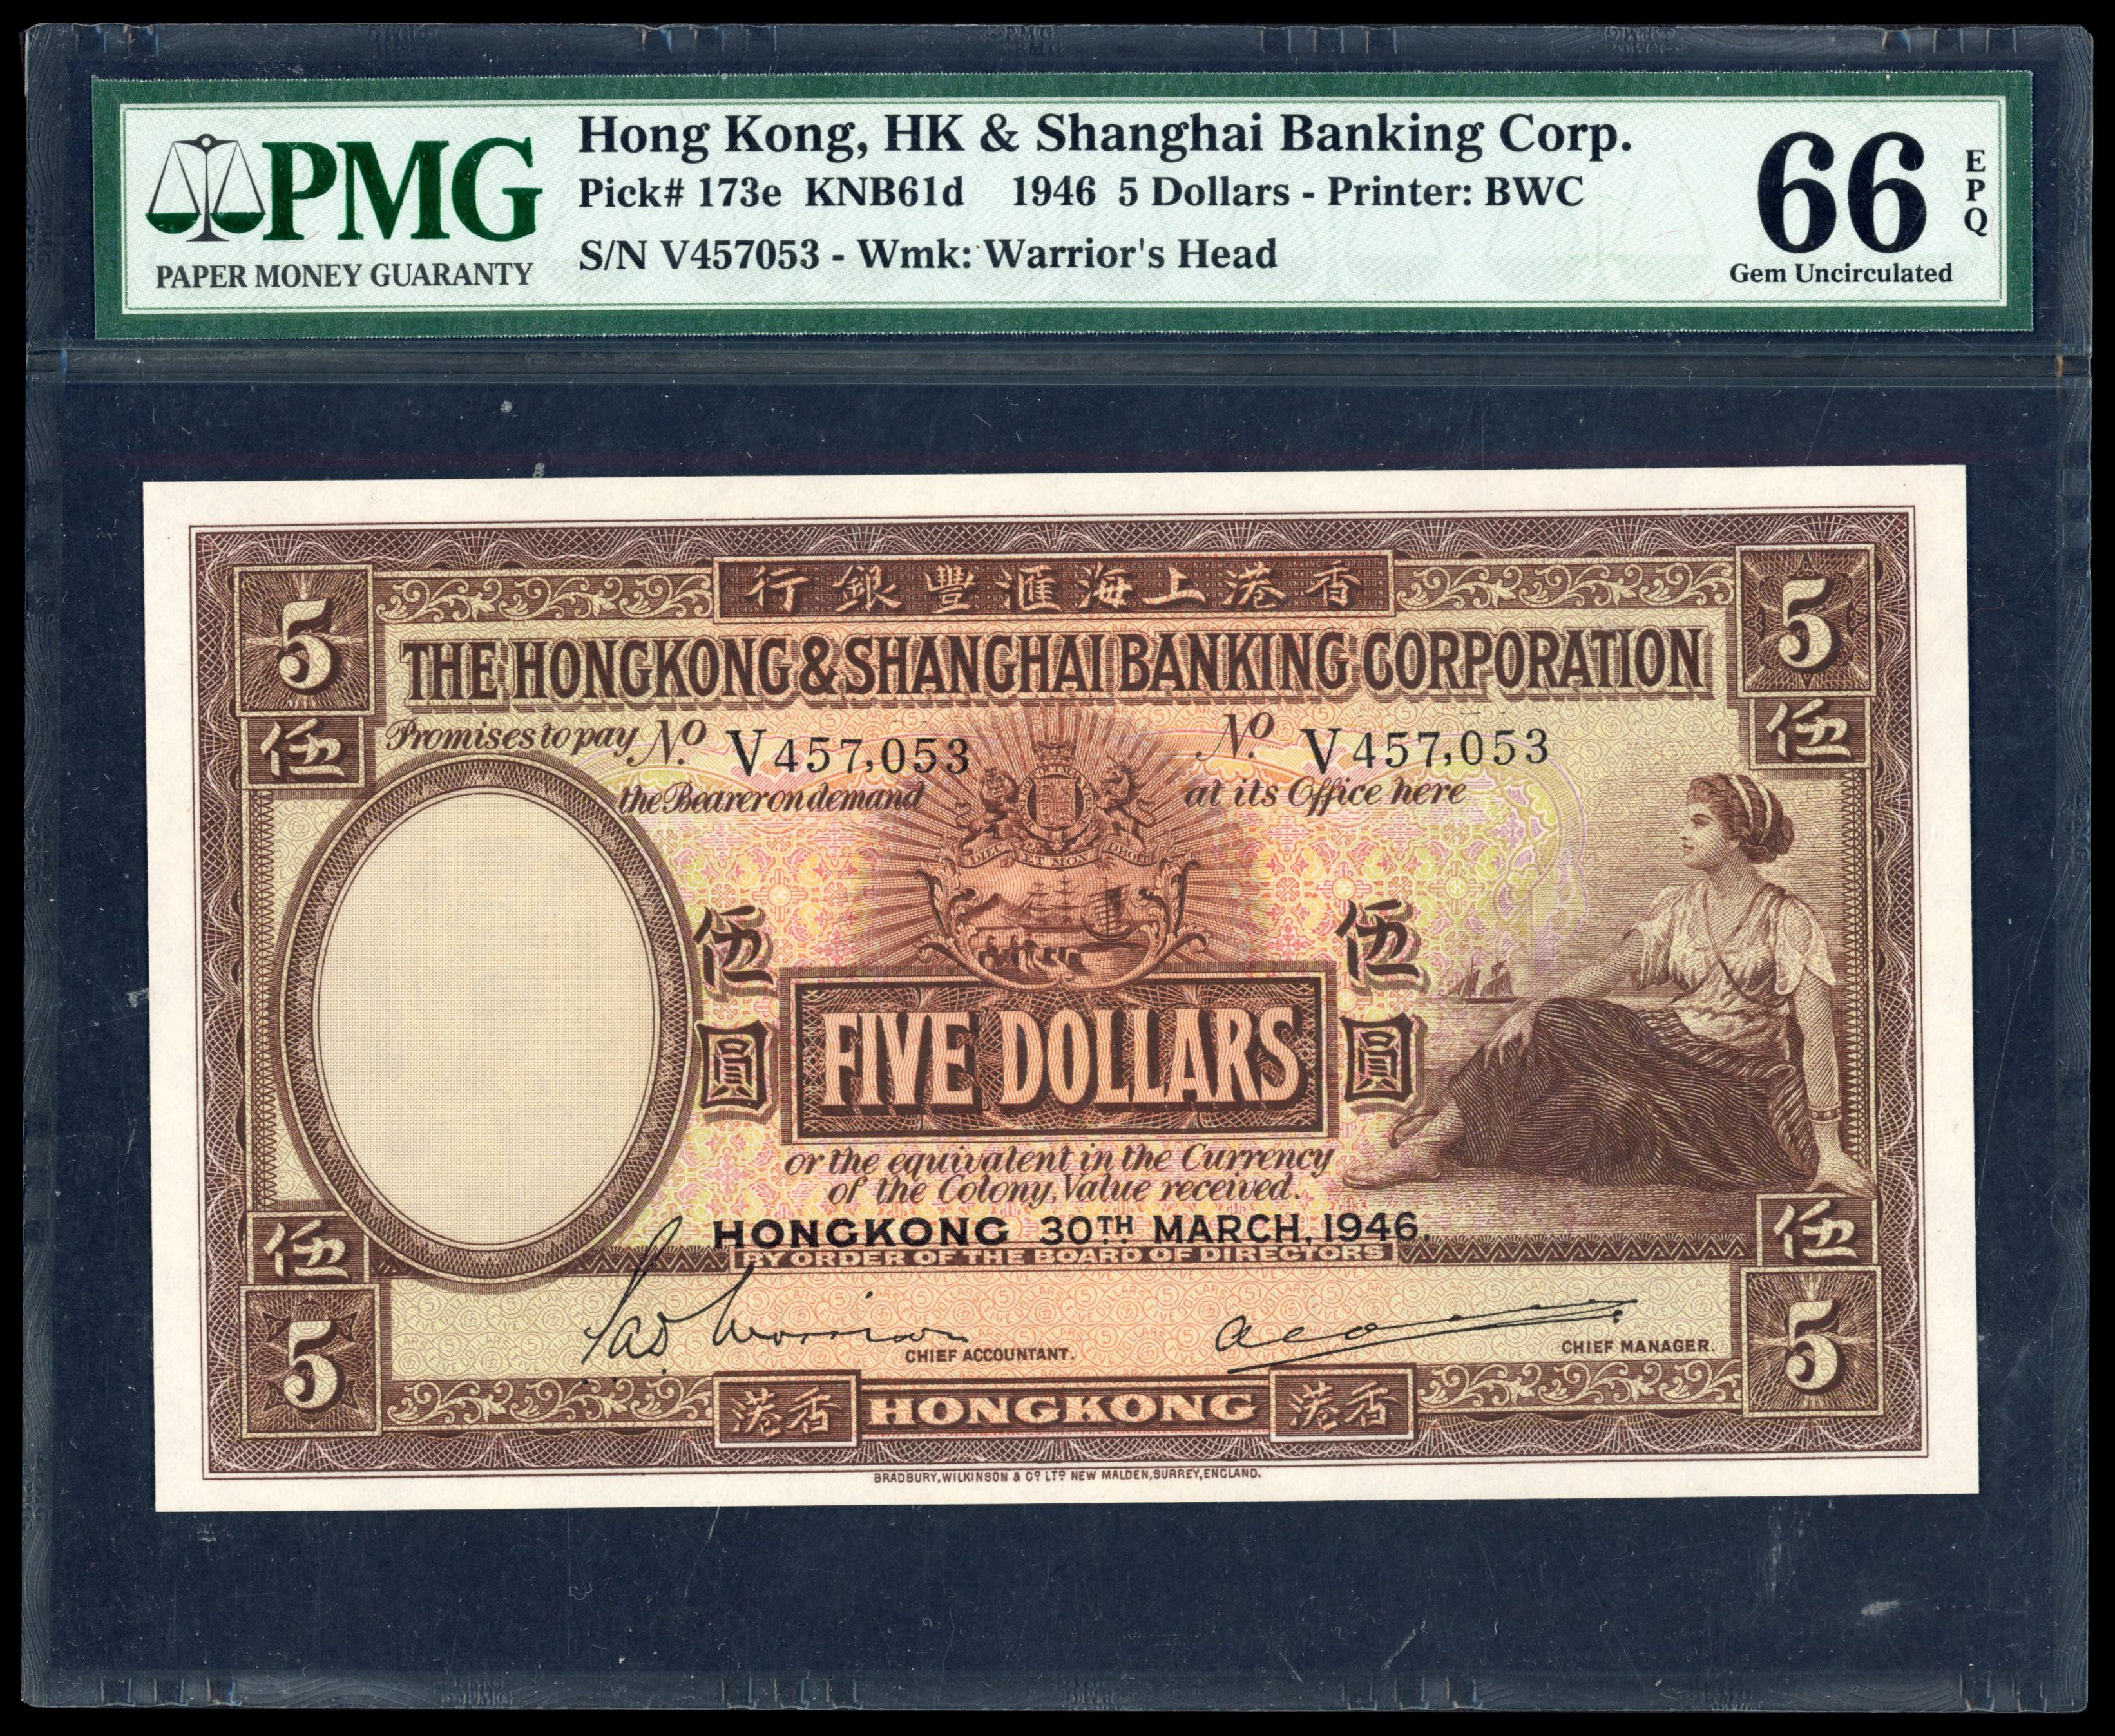 PMG
PAPER MONEY GUARANTY
Hong Kong, HK & Shanghai Banking Corp.
Pick# 173e KNB61d 1946 5 Dollars - Printer: BWC
S/N V457053 - Wmk: Warrior's Head
66 EPQ
Gem Uncirculated
行銀豐滙海上港香
5 5
THE HONGKONG & SHANGHAI BANKING CORPORATION
伍 伍
Promises to pay No. V457,053 No. V457,053
the Bearer on demand at its Office here
DIEU ET MON DROIT
伍圓 伍圓
FIVE DOLLARS
or the equivalent in the Currency
of the Colony, Value received.
HONGKONG 30TH MARCH, 1946.
伍 伍
BY ORDER OF THE BOARD OF DIRECTORS
CHIEF ACCOUNTANT. CHIEF MANAGER.
5 5
港香 HONGKONG 港香
BRADBURY, WILKINSON & Co LTD NEW MALDEN, SURREY, ENGLAND.